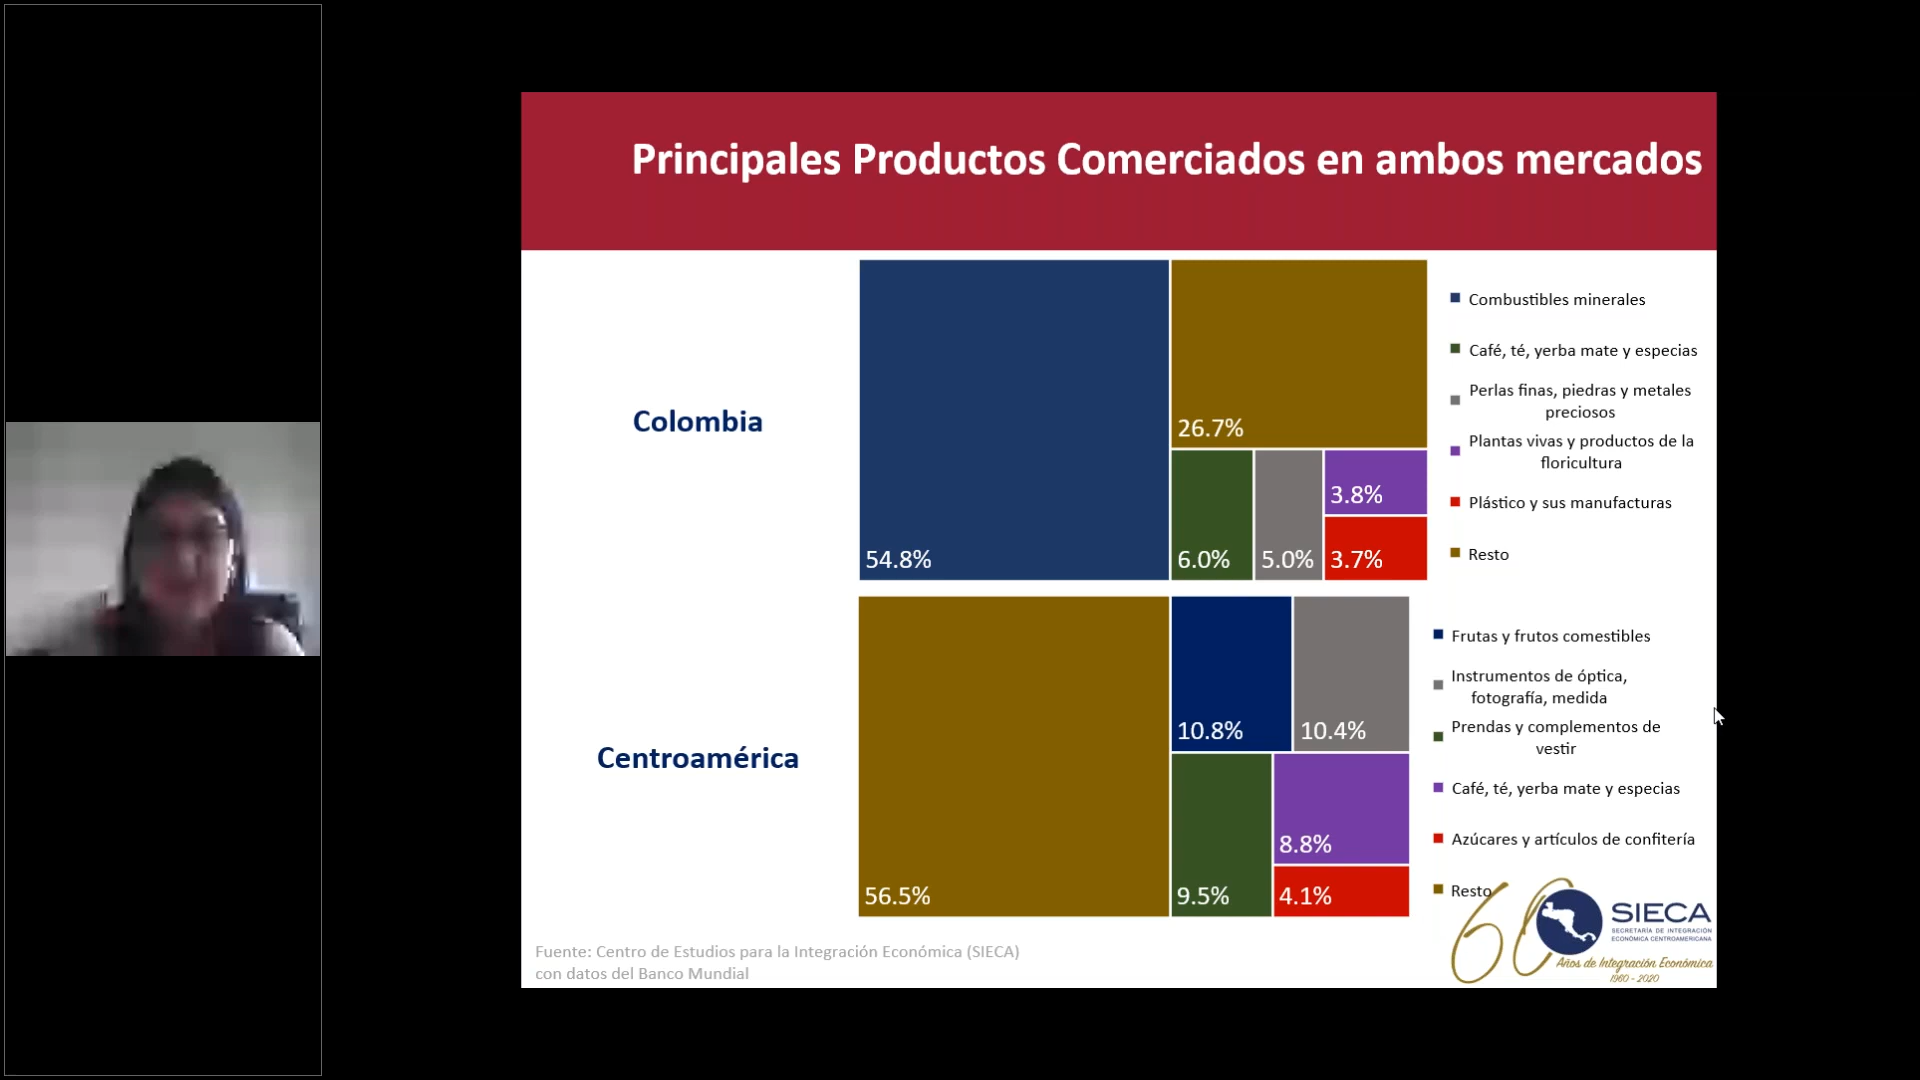 Principales Productos Comerciados en ambos mercados
Colombia
54.8%
26.7%
6.0%
5.0%
3.8%
3.7%
Combustibles minerales
Café, té, yerba mate y especias
Perlas finas, piedras y metales
preciosos
Plantas vivas y productos de la
floricultura
Plástico y sus manufacturas
Resto
Centroamérica
56.5%
10.8%
10.4%
9.5%
8.8%
4.1%
Frutas y frutos comestibles
Instrumentos de óptica,
fotografía, medida
Prendas y complementos de
vestir
Café, té, yerba mate y especias
Azúcares y artículos de confitería
Resto
Fuente: Centro de Estudios para la Integración Económica (SIECA)
con datos del Banco Mundial
60
SIECA
SECRETARÍA DE INTEGRACIÓN
ECONÓMICA CENTROAMERICANA
Años de Integración Económica
1960 - 2020